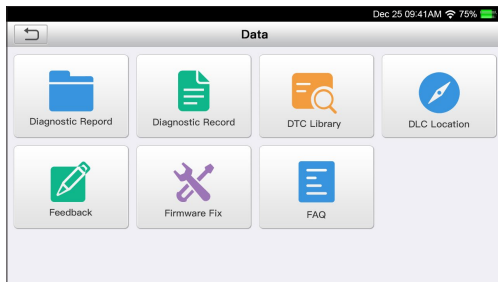 Dec 25 09:41AM 75%
Data
Diagnostic Repord
Diagnostic Record
DTC Library
DLC Location
Feedback
Firmware Fix
FAQ